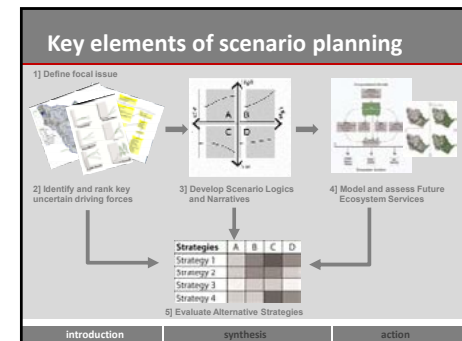 Key elements of scenario planning
1] Define focal issue
A B
C D
2] Identify and rank key
uncertain driving forces
3] Develop Scenario Logics
and Narratives
4] Model and assess Future
Ecosystem Services
Strategies A B C D
Strategy 1
Strategy 2
Strategy 3
Strategy 4
5] Evaluate Alternative Strategies
introduction synthesis action